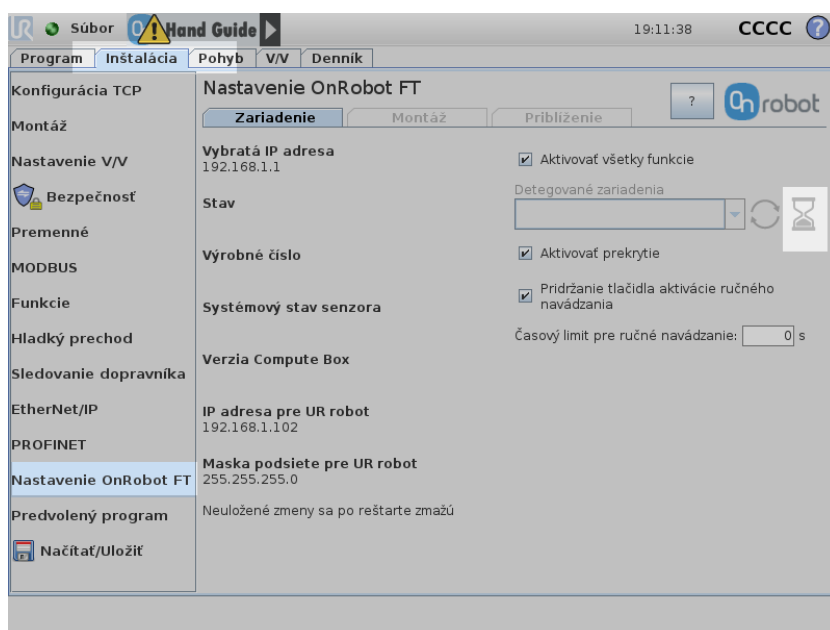 Súbor
Hand Guide
19:11:38
CCCC
?
Program
Inštalácia
Pohyb
V/V
Denník
Konfigurácia TCP
Montáž
Nastavenie V/V
Bezpečnosť
Premenné
MODBUS
Funkcie
Hladký prechod
Sledovanie dopravníka
EtherNet/IP
PROFINET
Nastavenie OnRobot FT
Predvolený program
Načítať/Uložiť
Nastavenie OnRobot FT
?
On robot
Zariadenie
Montáž
Priblíženie
Vybratá IP adresa
192.168.1.1
Stav
Výrobné číslo
Systémový stav senzora
Verzia Compute Box
IP adresa pre UR robot
192.168.1.102
Maska podsiete pre UR robot
255.255.255.0
Neuložené zmeny sa po reštarte zmažú
Aktivovať všetky funkcie
Detegované zariadenia
Aktivovať prekrytie
Pridržanie tlačidla aktivácie ručného
navádzania
Časový limit pre ručné navádzanie: 0 s